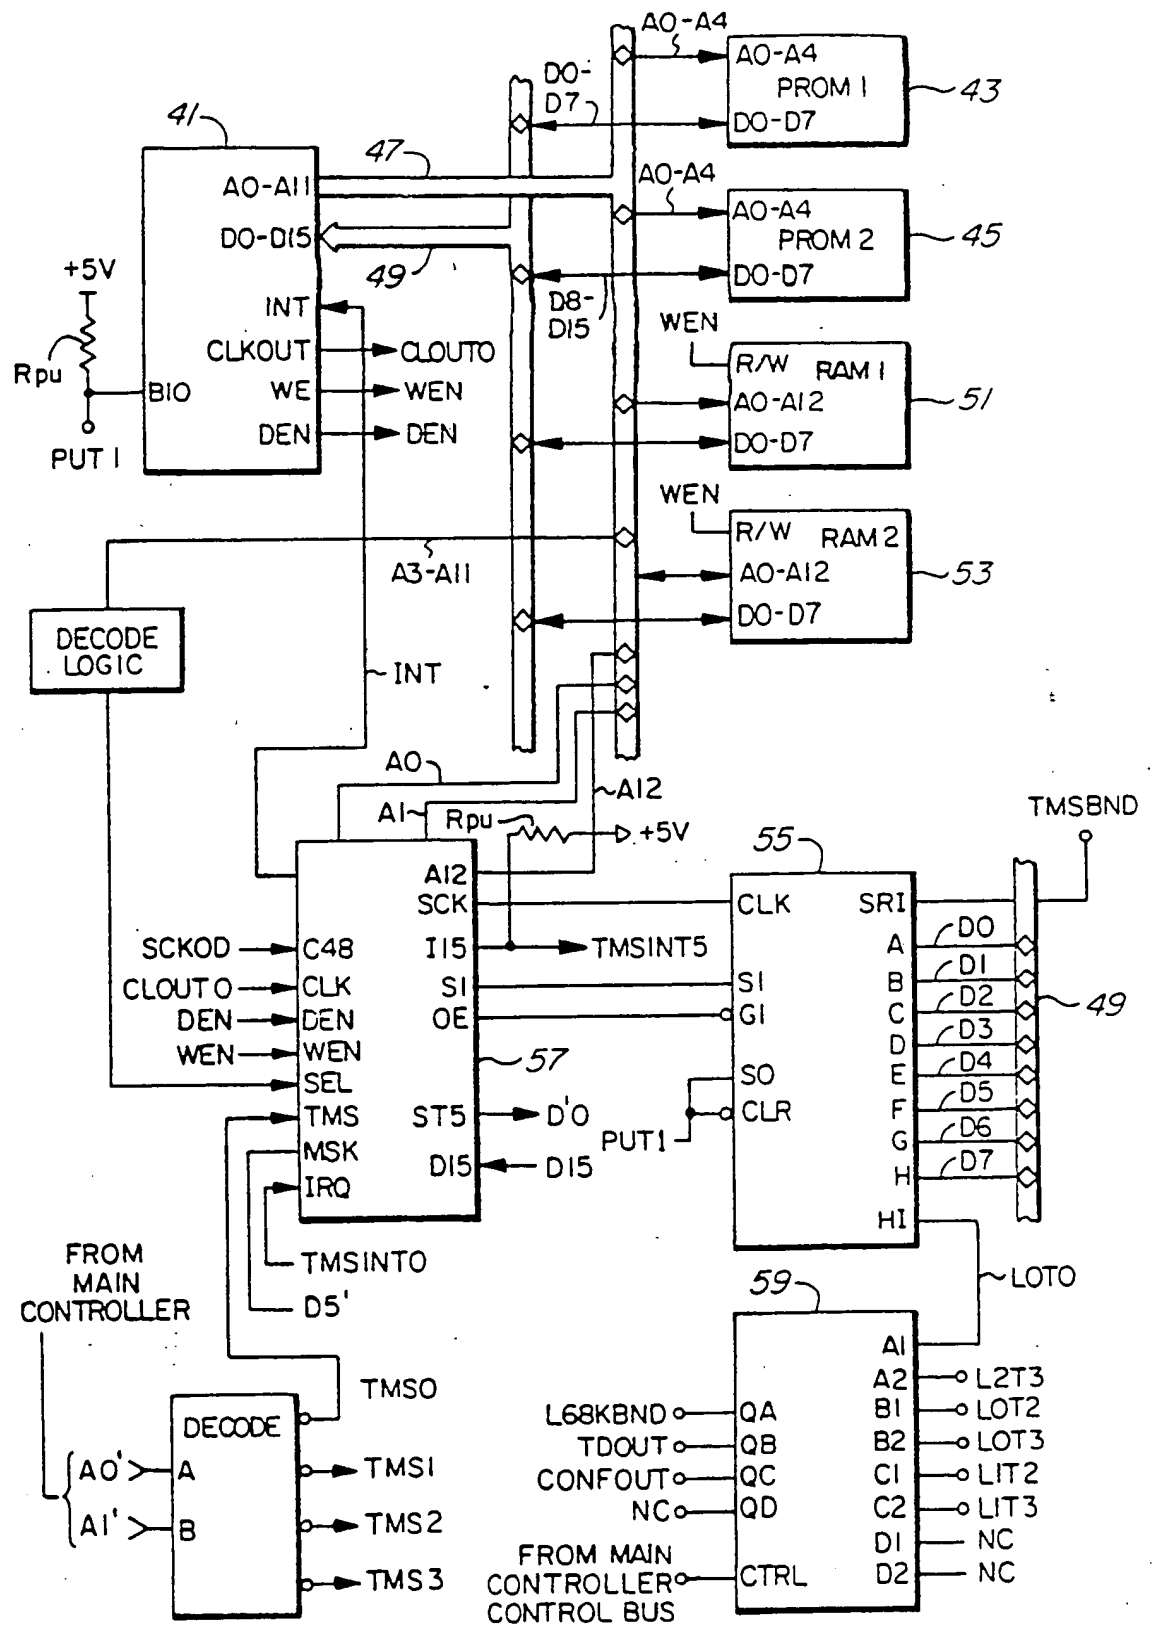 A0-A4
A0-A4
PROM 1
D0-D7
43
D0-
D7
41
47
A0-A11
D0-D15
49
INT
CLKOUT
CLOUTO
WE
WEN
DEN
DEN
BIO
+5V
Rpu
PUT 1
A0-A4
A0-A4
PROM 2
D0-D7
45
D8-
D15
WEN
R/W
RAM 1
A0-A12
D0-D7
51
WEN
R/W
RAM 2
A0-A12
D0-D7
53
A3-A11
DECODE
LOGIC
INT
A0
A1
A12
Rpu
+5V
TMSBND
A12
SCK
I15
TMSINT5
S1
OE
57
ST5
D'0
D15
D15
SCKOD
C48
CLOUTO
CLK
DEN
DEN
WEN
WEN
SEL
TMS
MSK
IRQ
TMSINTO
D5'
55
CLK
S1
G1
SO
CLR
PUT1
SRI
A
D0
B
D1
C
D2
D
D3
E
D4
F
D5
G
D6
H
D7
HI
49
LOTO
FROM
MAIN
CONTROLLER
TMSO
DECODE
A0'
A
A1'
B
TMS1
TMS2
TMS3
59
A1
A2
L2T3
B1
LOT2
B2
LOT3
C1
LIT2
C2
LIT3
D1
NC
D2
NC
L68KBND
QA
TDOUT
QB
CONFOUT
QC
NC
QD
FROM MAIN
CONTROLLER
CONTROL BUS
CTRL